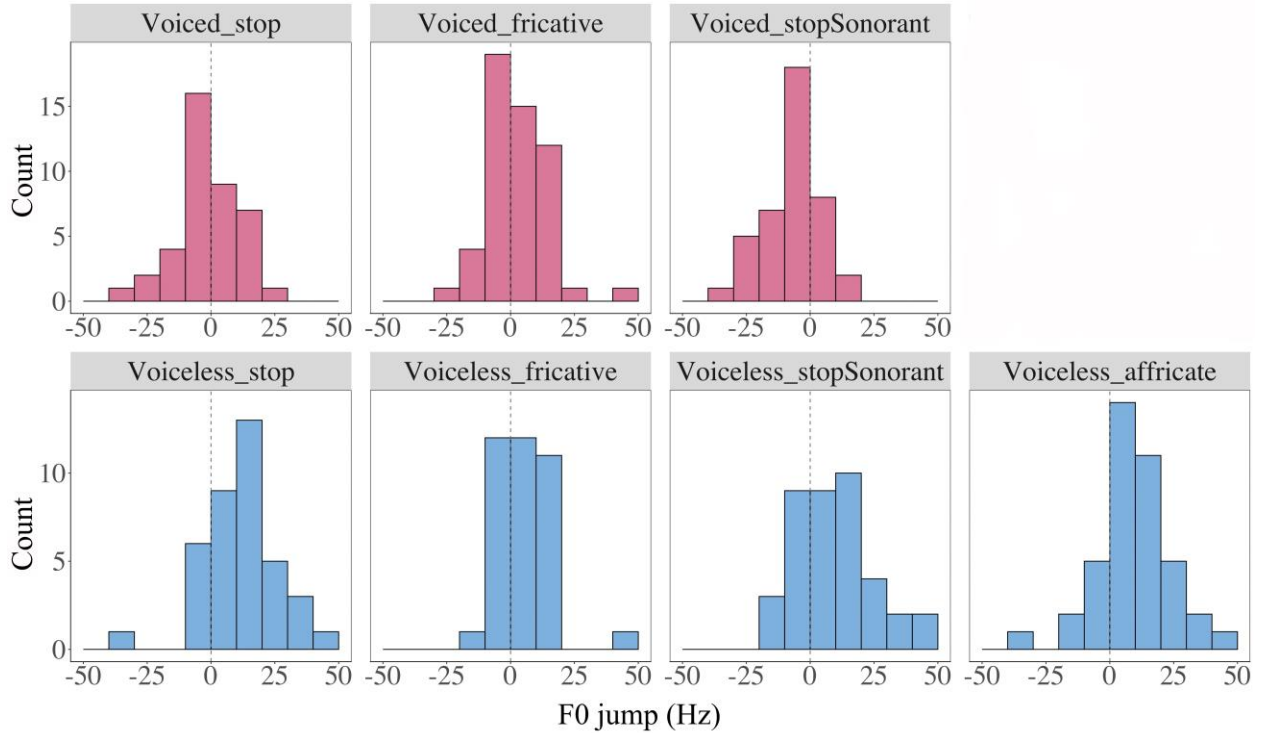 Voiced_stop Voiced_fricative Voiced_stopSonorant
15
10
5
0
Count
-50 -25 0 25 50 -50 -25 0 25 50 -50 -25 0 25 50
Voiceless_stop Voiceless_fricative Voiceless_stopSonorant Voiceless_affricate
10
5
0
Count
-50 -25 0 25 50 -50 -25 0 25 50 -50 -25 0 25 50 -50 -25 0 25 50
F0 jump (Hz)